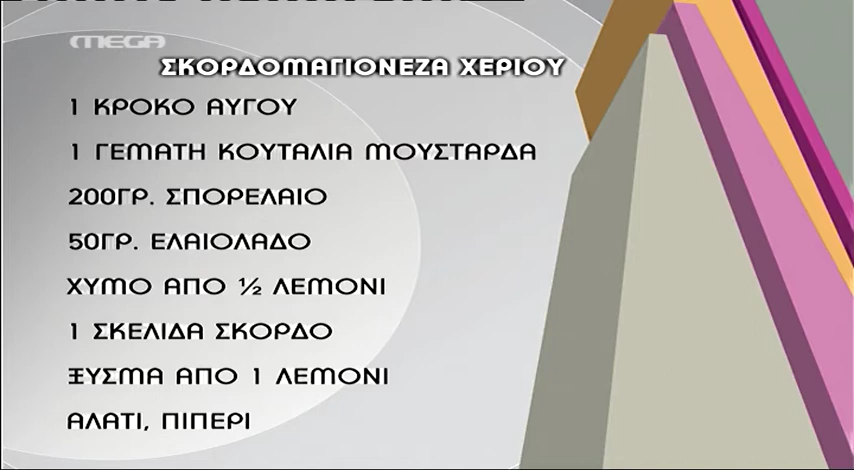 MEGA
ΣΚΟΡΔΟΜΑΓΙΟΝΕΖΑ ΧΕΡΙΟΥ
1 ΚΡΟΚΟ ΑΥΓΟΥ
1 ΓΕΜΑΤΗ ΚΟΥΤΑΛΙΑ ΜΟΥΣΤΑΡΔΑ
200ΓΡ. ΣΠΟΡΕΛΑΙΟ
50ΓΡ. ΕΛΑΙΟΛΑΔΟ
ΧΥΜΟ ΑΠΟ ½ ΛΕΜΟΝΙ
1 ΣΚΕΛΙΔΑ ΣΚΟΡΔΟ
ΞΥΣΜΑ ΑΠΟ 1 ΛΕΜΟΝΙ
ΑΛΑΤΙ, ΠΙΠΕΡΙ